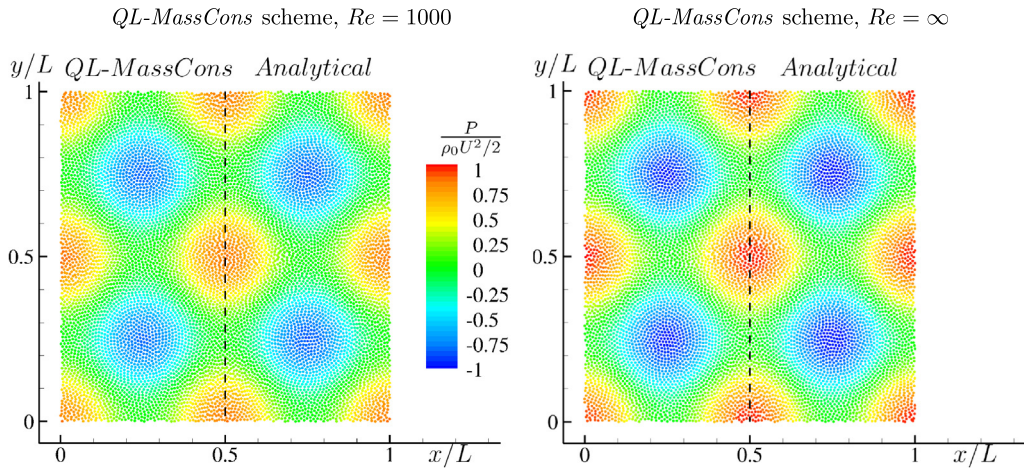 QL-MassCons scheme, Re = 1000
y/L QL-MassCons Analytical
1
0.5
0
0 0.5 1 x/L
P
ρ₀U²/2
1
0.75
0.5
0.25
0
-0.25
-0.5
-0.75
-1
QL-MassCons scheme, Re = ∞
y/L QL-MassCons Analytical
1
0.5
0
0 0.5 1 x/L